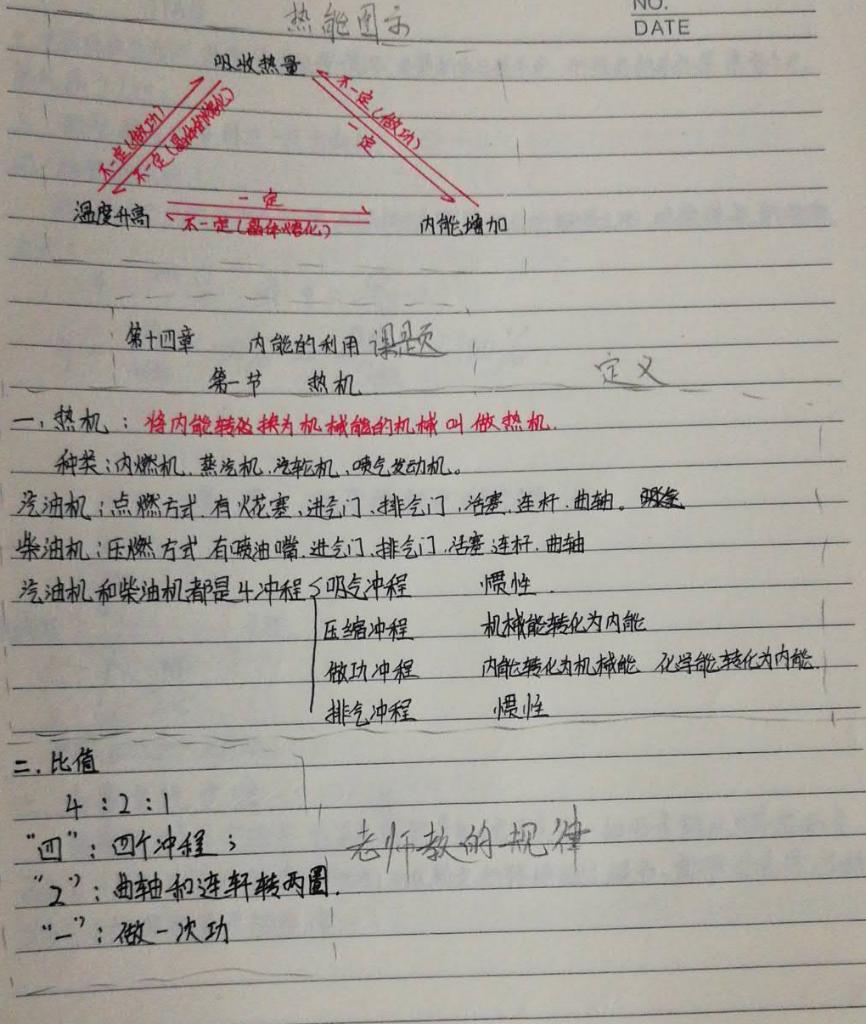 NO.
热能图示
DATE
吸收热量
不一定(做功)
不一定(晶体的熔化)
不一定(做功)
一定
温度升高
一定
不一定(晶体熔化)
内能增加
第十四章 内能的利用 课题
第一节 热机 定义
一,热机:将内能转化换为机械能的机械叫做热机.
种类:内燃机、蒸汽机、汽轮机、喷气发动机。
汽油机:点燃方式.有火花塞、进气门、排气门、活塞、连杆、曲轴。
柴油机:压燃方式 有喷油嘴、进气门、排气门、活塞 连杆、曲轴
汽油机和柴油机都是4冲程 吸气冲程 惯性.
压缩冲程 机械能转化为内能
做功冲程 内能转化为机械能 化学能转化为内能.
排气冲程 惯性
二.比值
4:2:1
"四":四个冲程;
老师教的规律
"2":曲轴和连轩转两圈.
"一":做一次功